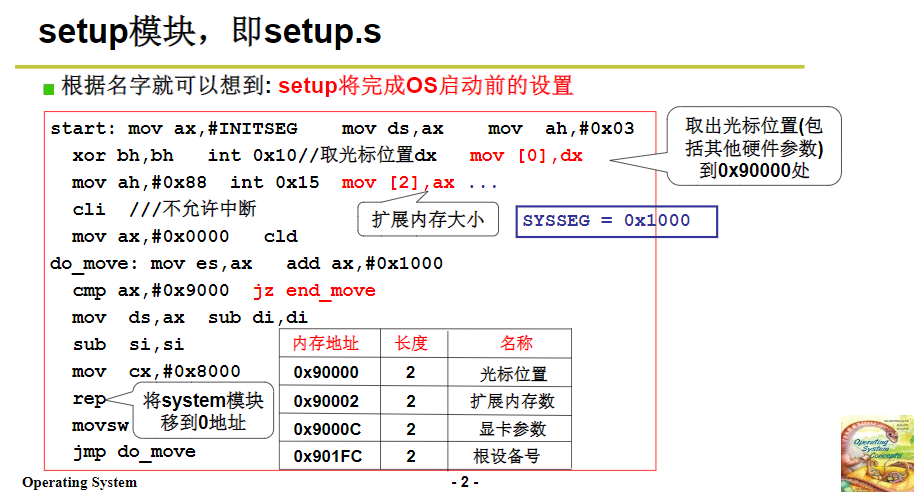 setup模块，即setup.s
根据名字就可以想到: setup将完成OS启动前的设置
start: mov ax,#INITSEG mov ds,ax mov ah,#0x03
xor bh,bh int 0x10//取光标位置dx mov [0],dx
mov ah,#0x88 int 0x15 mov [2],ax ...
cli ///不允许中断
mov ax,#0x0000 cld
do_move: mov es,ax add ax,#0x1000
cmp ax,#0x9000 jz end_move
mov ds,ax sub di,di
sub si,si
mov cx,#0x8000
rep
movsw
jmp do_move
取出光标位置(包
括其他硬件参数)
到0x90000处
扩展内存大小
SYSSEG = 0x1000
将system模块
移到0地址
内存地址 长度 名称
0x90000 2 光标位置
0x90002 2 扩展内存数
0x9000C 2 显卡参数
0x901FC 2 根设备号
Operating System
- 2 -
Operating
System
Concepts